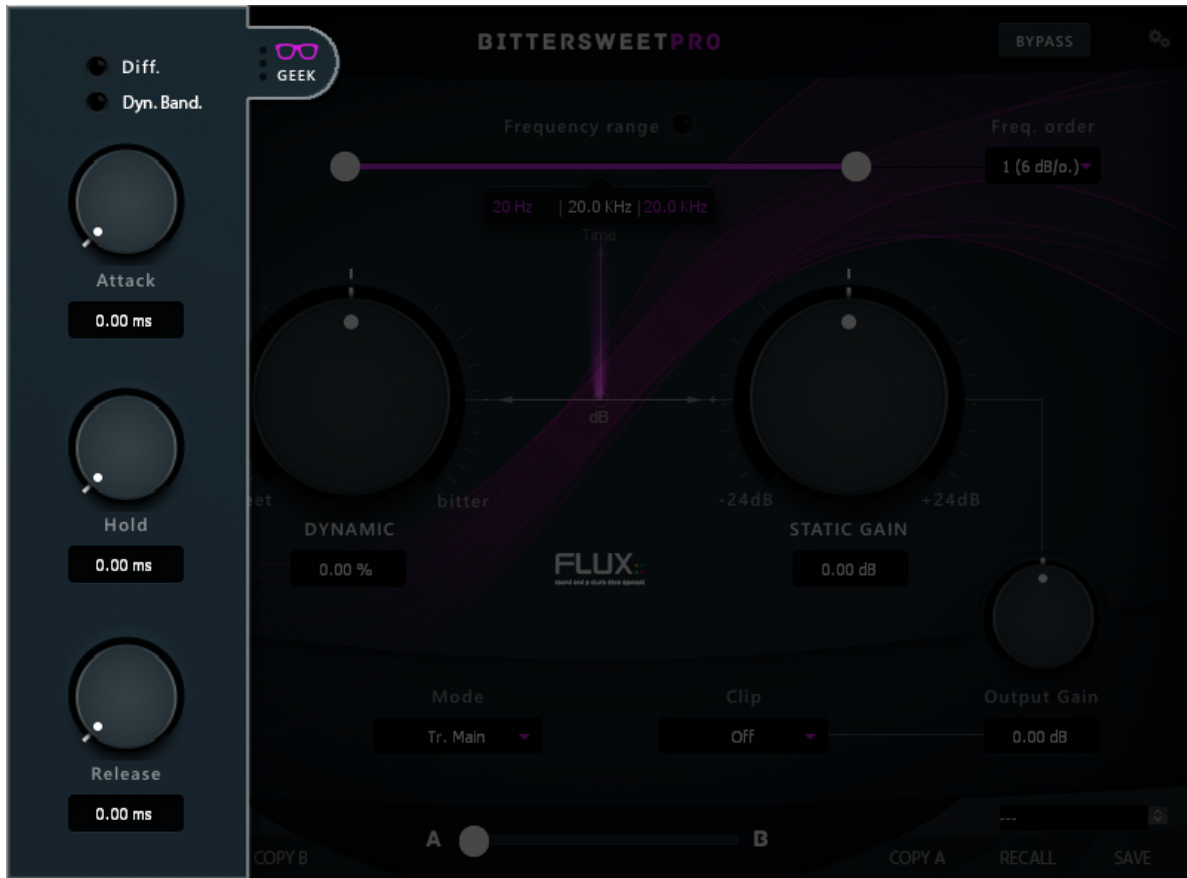 Diff.
Dyn. Band.
GEEK
Attack
0.00 ms
Hold
0.00 ms
Release
0.00 ms
BITTERSWEETPRO
BYPASS
Frequency range
Freq. order
1 (6 dB/o.)
20 Hz | 20.0 KHz | 20.0 KHz
Time
- +
dB
eet bitter
-24dB +24dB
DYNAMIC
0.00 %
STATIC GAIN
0.00 dB
FLUX::
Mode
Tr. Main
Clip
Off
Output Gain
0.00 dB
A B
---
COPY B COPY A RECALL SAVE